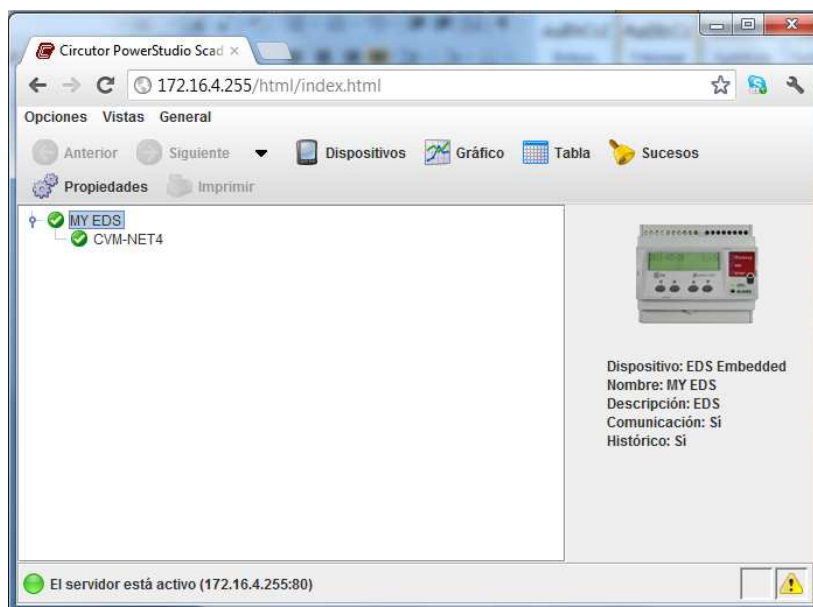 Circutor PowerStudio Scad
172.16.4.255/html/index.html
Opciones Vistas General
Anterior Siguiente Dispositivos Gráfico Tabla Sucesos
Propiedades Imprimir
MY EDS
CVM-NET4
Dispositivo: EDS Embedded
Nombre: MY EDS
Descripción: EDS
Comunicación: Sì
Histórico: Sì
El servidor está activo (172.16.4.255:80)